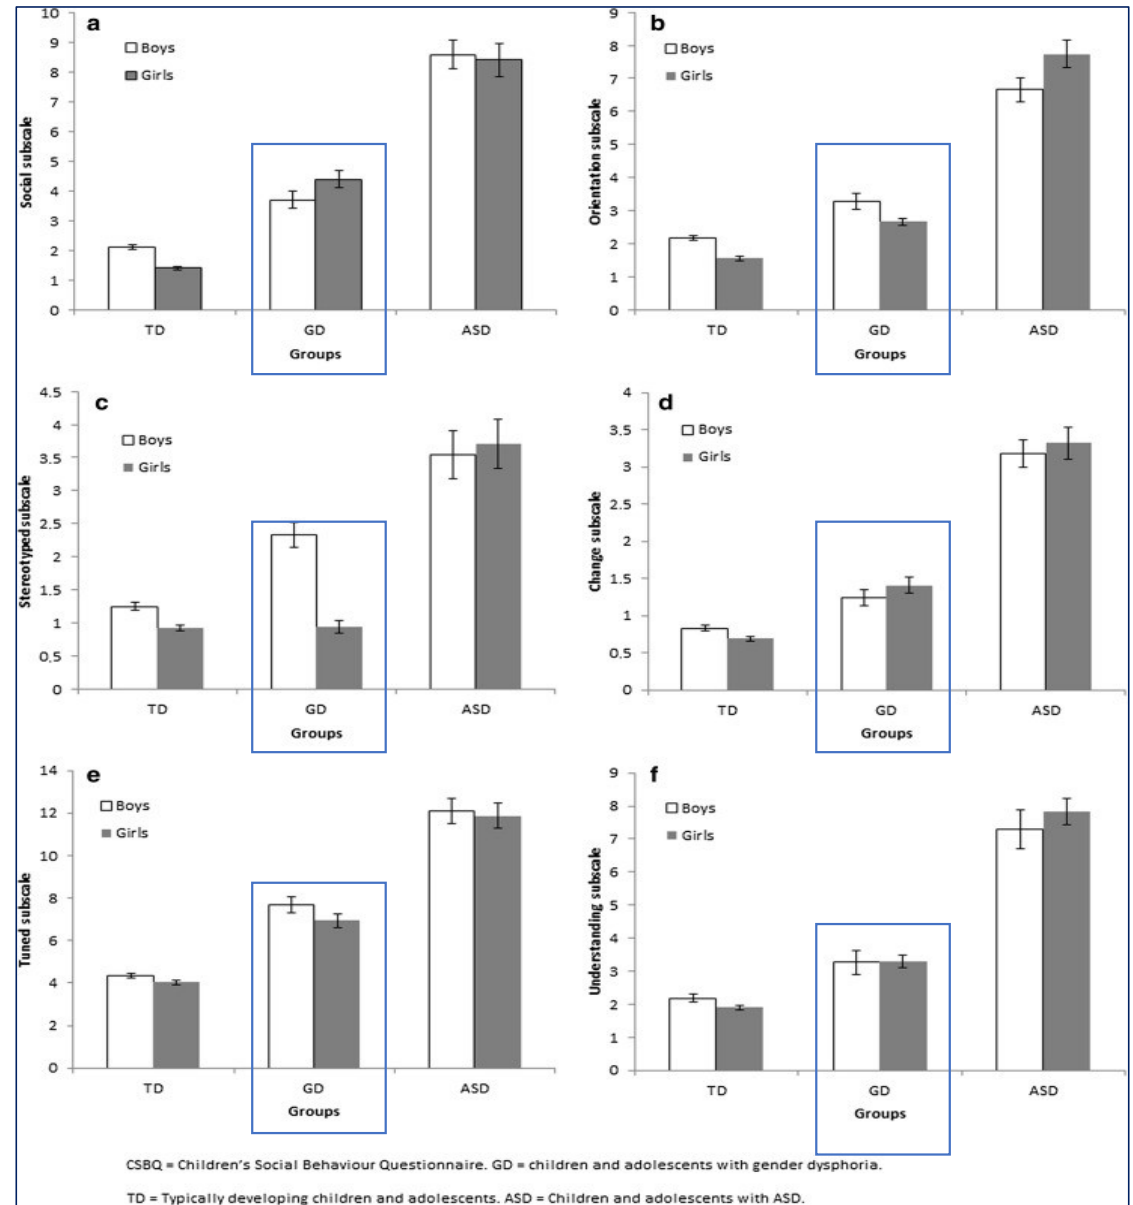 a
Boys
Girls
Social subscale
10
9
8
7
6
5
4
3
2
1
0
TD GD ASD
Groups
b
Boys
Girls
Orientation subscale
9
8
7
6
5
4
3
2
1
0
TD GD ASD
Groups
c
Boys
Girls
Stereotyped subscale
4.5
4
3.5
3
2.5
2
1.5
1
0,5
0
TD GD ASD
Groups
d
Boys
Girls
Change subscale
4
3.5
3
2.5
2
1.5
1
0,5
0
TD GD ASD
Groups
e
Boys
Girls
Tuned subscale
14
12
10
8
6
4
2
0
TD GD ASD
Groups
f
Boys
Girls
Understanding subscale
9
8
7
6
5
4
3
2
1
0
TD GD ASD
Groups
CSBQ = Children's Social Behaviour Questionnaire. GD = children and adolescents with gender dysphoria.
TD = Typically developing children and adolescents. ASD = Children and adolescents with ASD.